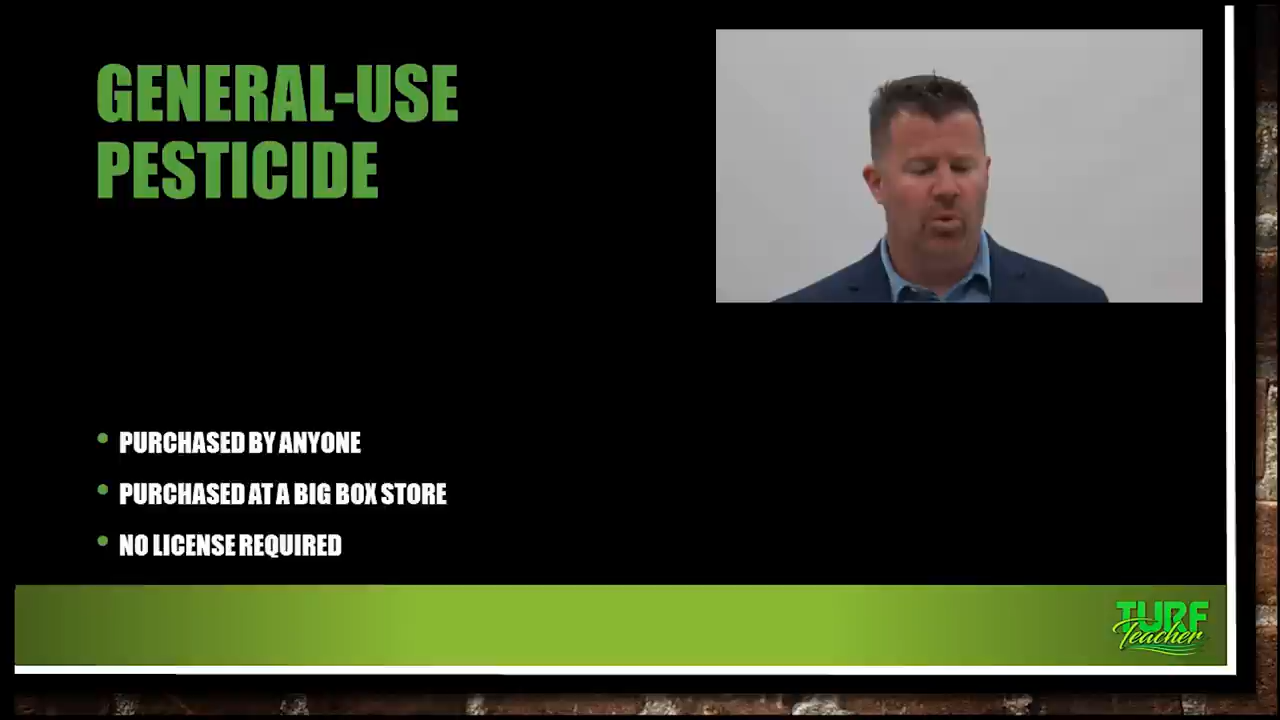 GENERAL-USE
PESTICIDE
PURCHASED BY ANYONE
PURCHASED AT A BIG BOX STORE
NO LICENSE REQUIRED
TURF
Teacher